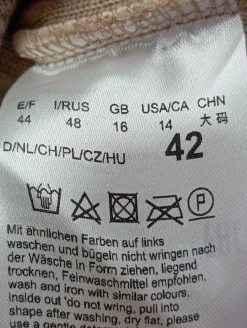 E/F I/RUS GB USA/CA CHN
44 48 16 14 大码
D/NL/CH/PL/CZ/HU 42
P
Mit ähnlichen Farben auf links
waschen und bügeln nicht wringen nach
der Wäsche in Form ziehen, liegend
trocknen, Feinwaschmittel empfohlen,
wash and iron with similar colours,
inside out 'do not wring, pull into
shape after washing, dry flat, please
use a gentle